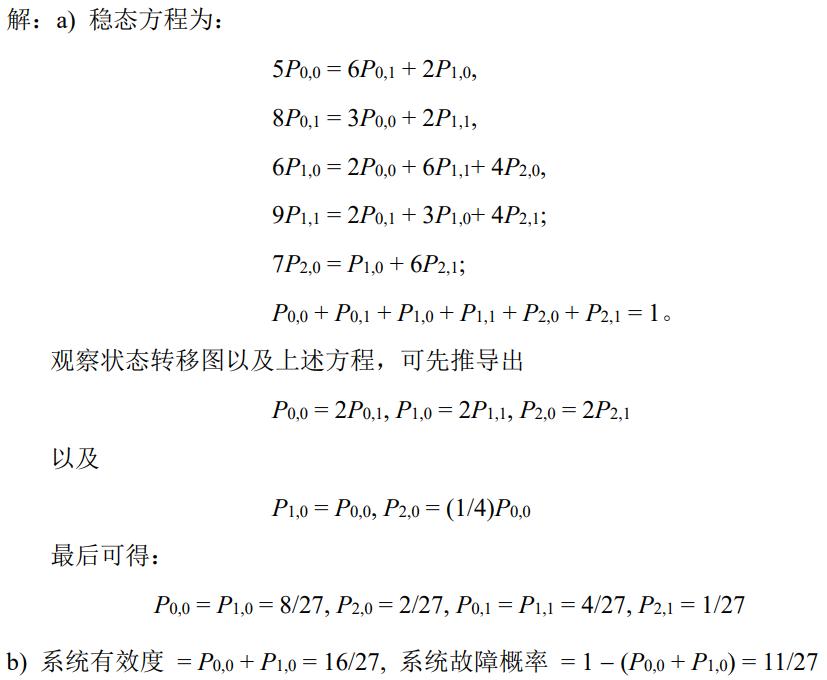 解：a) 稳态方程为：
5P0,0 = 6P0,1 + 2P1,0,
8P0,1 = 3P0,0 + 2P1,1,
6P1,0 = 2P0,0 + 6P1,1+ 4P2,0,
9P1,1 = 2P0,1 + 3P1,0+ 4P2,1;
7P2,0 = P1,0 + 6P2,1;
P0,0 + P0,1 + P1,0 + P1,1 + P2,0 + P2,1 = 1。
观察状态转移图以及上述方程，可先推导出
P0,0 = 2P0,1, P1,0 = 2P1,1, P2,0 = 2P2,1
以及
P1,0 = P0,0, P2,0 = (1/4)P0,0
最后可得：
P0,0 = P1,0 = 8/27, P2,0 = 2/27, P0,1 = P1,1 = 4/27, P2,1 = 1/27
b) 系统有效度 = P0,0 + P1,0 = 16/27, 系统故障概率 = 1 – (P0,0 + P1,0) = 11/27